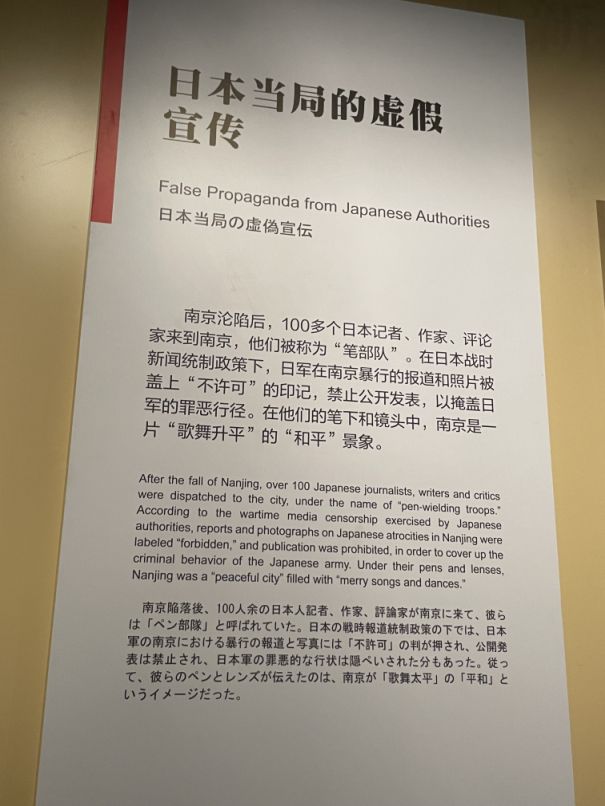 日本当局的虚假
宣传
False Propaganda from Japanese Authorities
日本当局の虚偽宣伝
南京沦陷后，100多个日本记者、作家、评论
家来到南京，他们被称为“笔部队”。在日本战时
新闻统制政策下，日军在南京暴行的报道和照片被
盖上“不许可”的印记，禁止公开发表，以掩盖日
军的罪恶行径。在他们的笔下和镜头中，南京是一
片“歌舞升平”的“和平”景象。
After the fall of Nanjing, over 100 Japanese journalists, writers and critics
were dispatched to the city, under the name of “pen-wielding troops.”
According to the wartime media censorship exercised by Japanese
authorities, reports and photographs on Japanese atrocities in Nanjing were
labeled “forbidden,” and publication was prohibited, in order to cover up the
criminal behavior of the Japanese army. Under their pens and lenses,
Nanjing was a “peaceful city” filled with “merry songs and dances.”
南京陥落後、100人余の日本人記者、作家、評論家が南京に来て、彼ら
は「ペン部隊」と呼ばれていた。日本の戦時報道統制政策の下では、日本
軍の南京における暴行の報道と写真には「不許可」の判が押され、公開発
表は禁止され、日本軍の罪悪的な行状は隠ぺいされた分もあった。従っ
て、彼らのペンとレンズが伝えたのは、南京が「歌舞太平」の「平和」と
いうイメージだった。